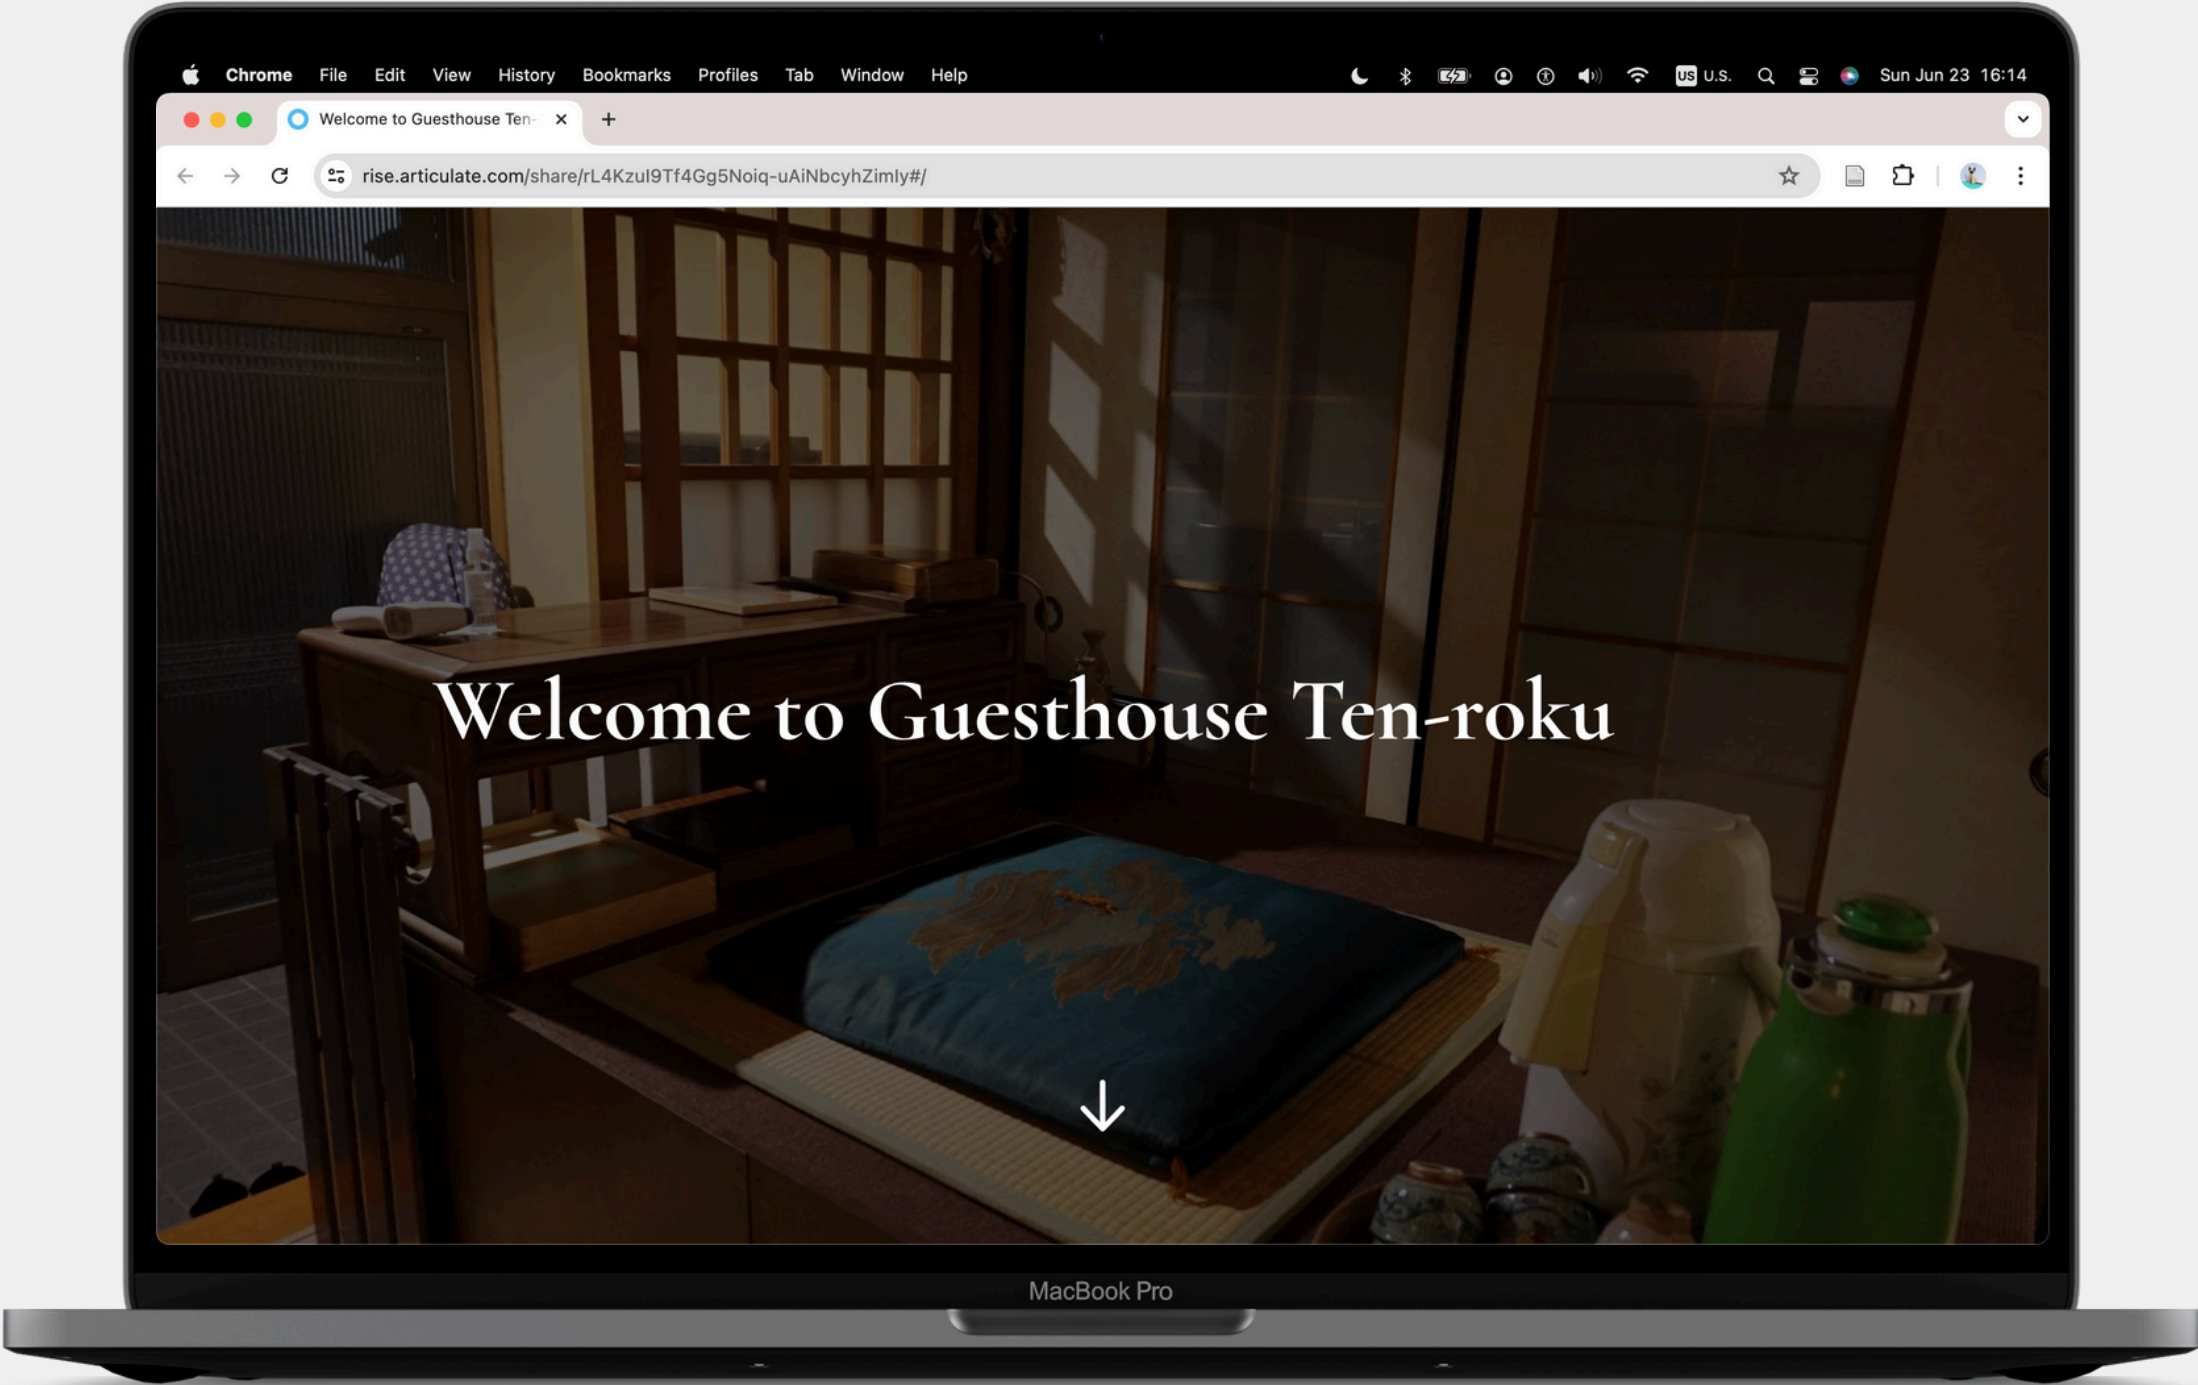 Chrome File Edit View History Bookmarks Profiles Tab Window Help US U.S. Sun Jun 23 16:14
Welcome to Guesthouse Ten-
rise.articulate.com/share/rL4KzuI9Tf4Gg5Noiq-uAiNbcyhZimly#/
Welcome to Guesthouse Ten-roku
MacBook Pro